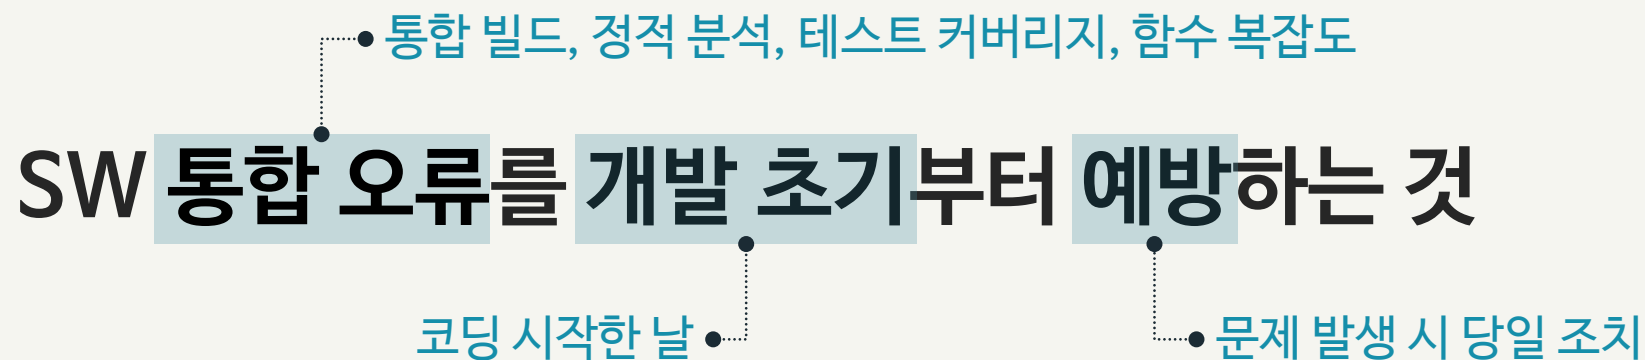 통합 빌드, 정적 분석, 테스트 커버리지, 함수 복잡도
SW 통합 오류를 개발 초기부터 예방하는 것
코딩 시작한 날
문제 발생 시 당일 조치